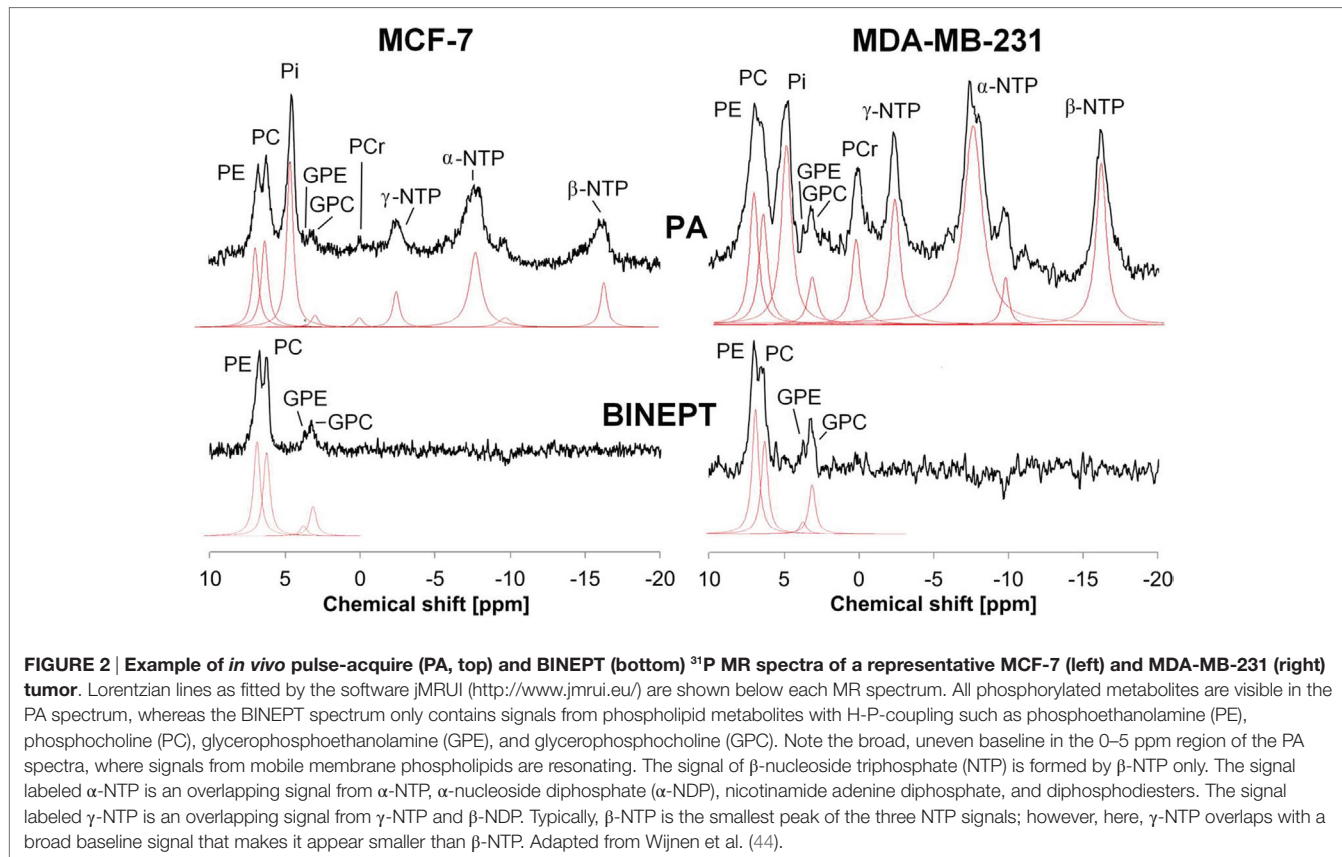 MCF-7
MDA-MB-231
Pi
PC
PE
GPE
GPC
PCr
γ-NTP
α-NTP
β-NTP
PC
Pi
PE
GPE
GPC
PCr
γ-NTP
α-NTP
β-NTP
PA
PC
PE
GPE
GPC
PE
PC
GPE
GPC
BINEPT
10 5 0 -5 -10 -15 -20
10 5 0 -5 -10 -15 -20
Chemical shift [ppm]
Chemical shift [ppm]
FIGURE 2 | Example of in vivo pulse-acquire (PA, top) and BINEPT (bottom) ³¹P MR spectra of a representative MCF-7 (left) and MDA-MB-231 (right)
tumor. Lorentzian lines as fitted by the software jMRUI (http://www.jmrui.eu/) are shown below each MR spectrum. All phosphorylated metabolites are visible in the
PA spectrum, whereas the BINEPT spectrum only contains signals from phospholipid metabolites with H-P-coupling such as phosphoethanolamine (PE),
phosphocholine (PC), glycerophosphoethanolamine (GPE), and glycerophosphocholine (GPC). Note the broad, uneven baseline in the 0–5 ppm region of the PA
spectra, where signals from mobile membrane phospholipids are resonating. The signal of β-nucleoside triphosphate (NTP) is formed by β-NTP only. The signal
labeled α-NTP is an overlapping signal from α-NTP, α-nucleoside diphosphate (α-NDP), nicotinamide adenine diphosphate, and diphosphodiesters. The signal
labeled γ-NTP is an overlapping signal from γ-NTP and β-NDP. Typically, β-NTP is the smallest peak of the three NTP signals; however, here, γ-NTP overlaps with a
broad baseline signal that makes it appear smaller than β-NTP. Adapted from Wijnen et al. (44).